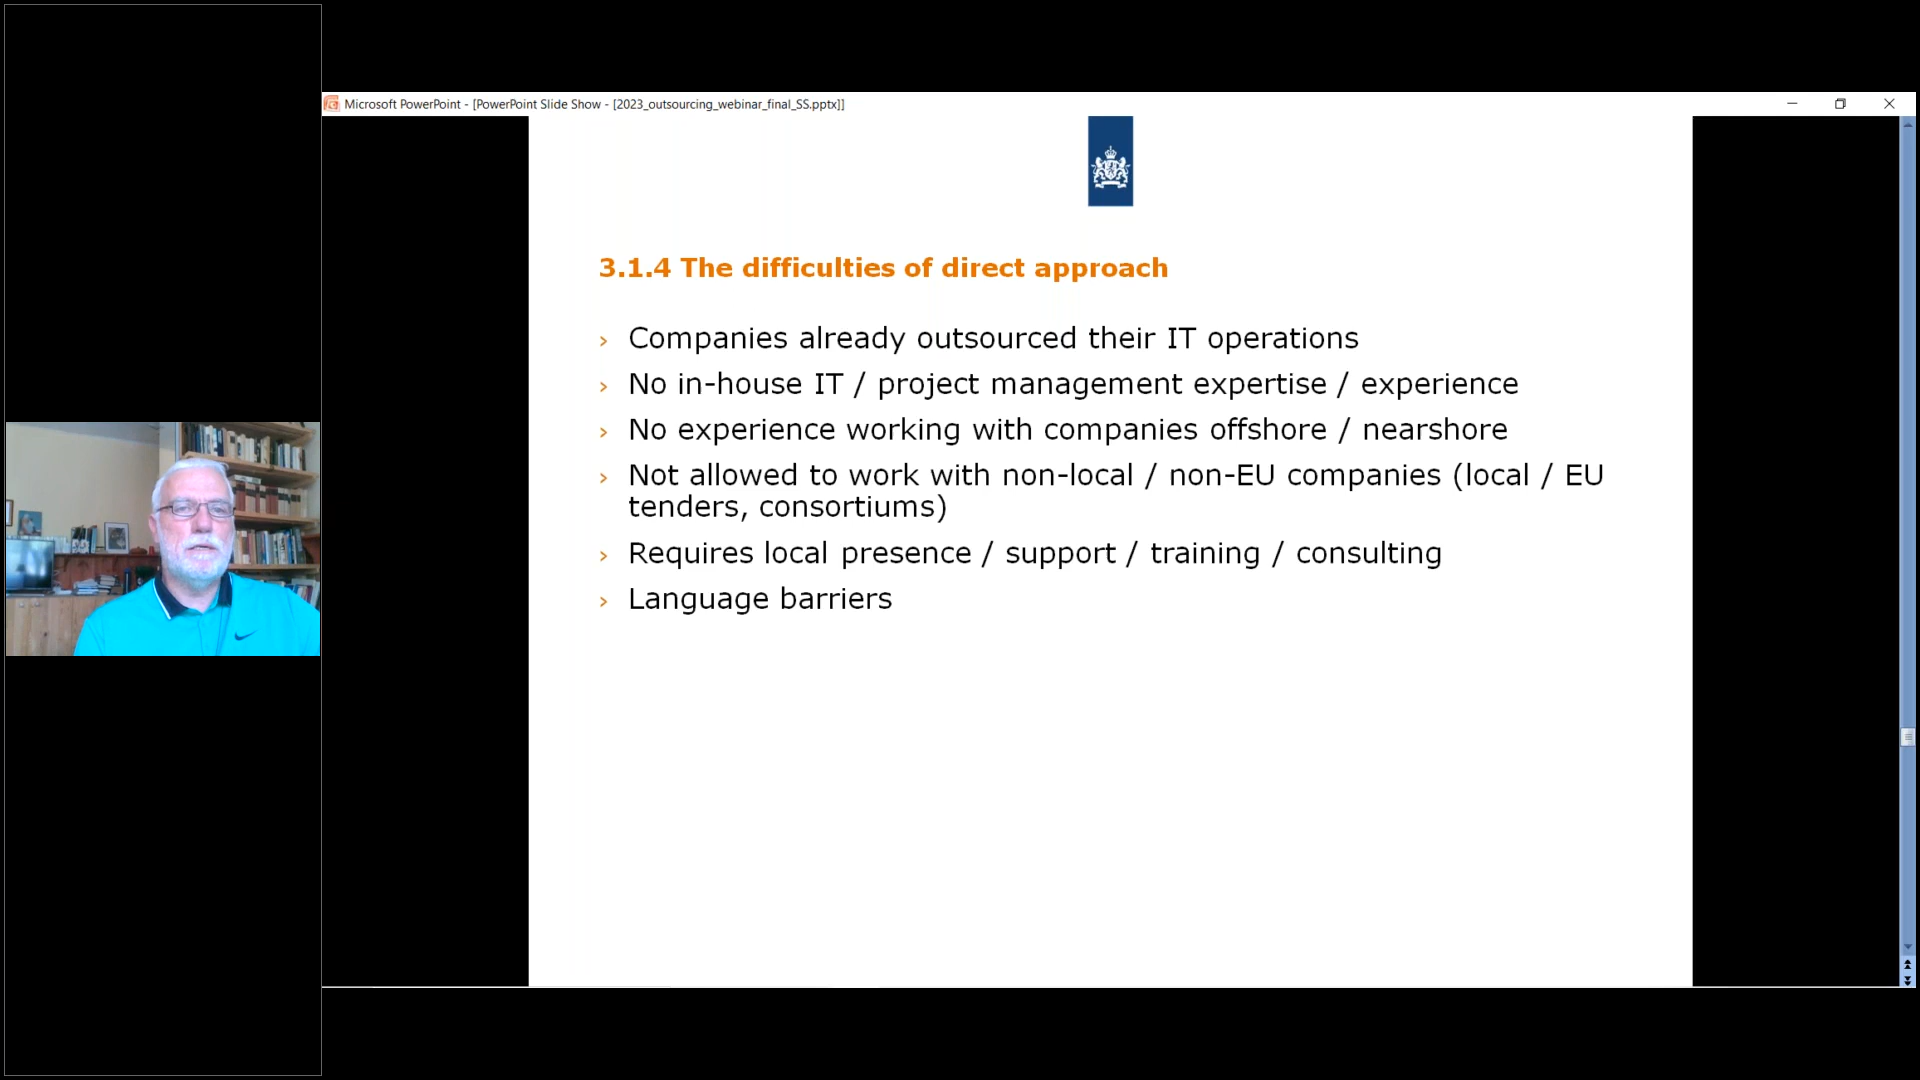 Microsoft PowerPoint - [PowerPoint Slide Show - [2023_outsourcing_webinar_final_SS.pptx]]
3.1.4 The difficulties of direct approach
› Companies already outsourced their IT operations
› No in-house IT / project management expertise / experience
› No experience working with companies offshore / nearshore
› Not allowed to work with non-local / non-EU companies (local / EU
tenders, consortiums)
› Requires local presence / support / training / consulting
› Language barriers